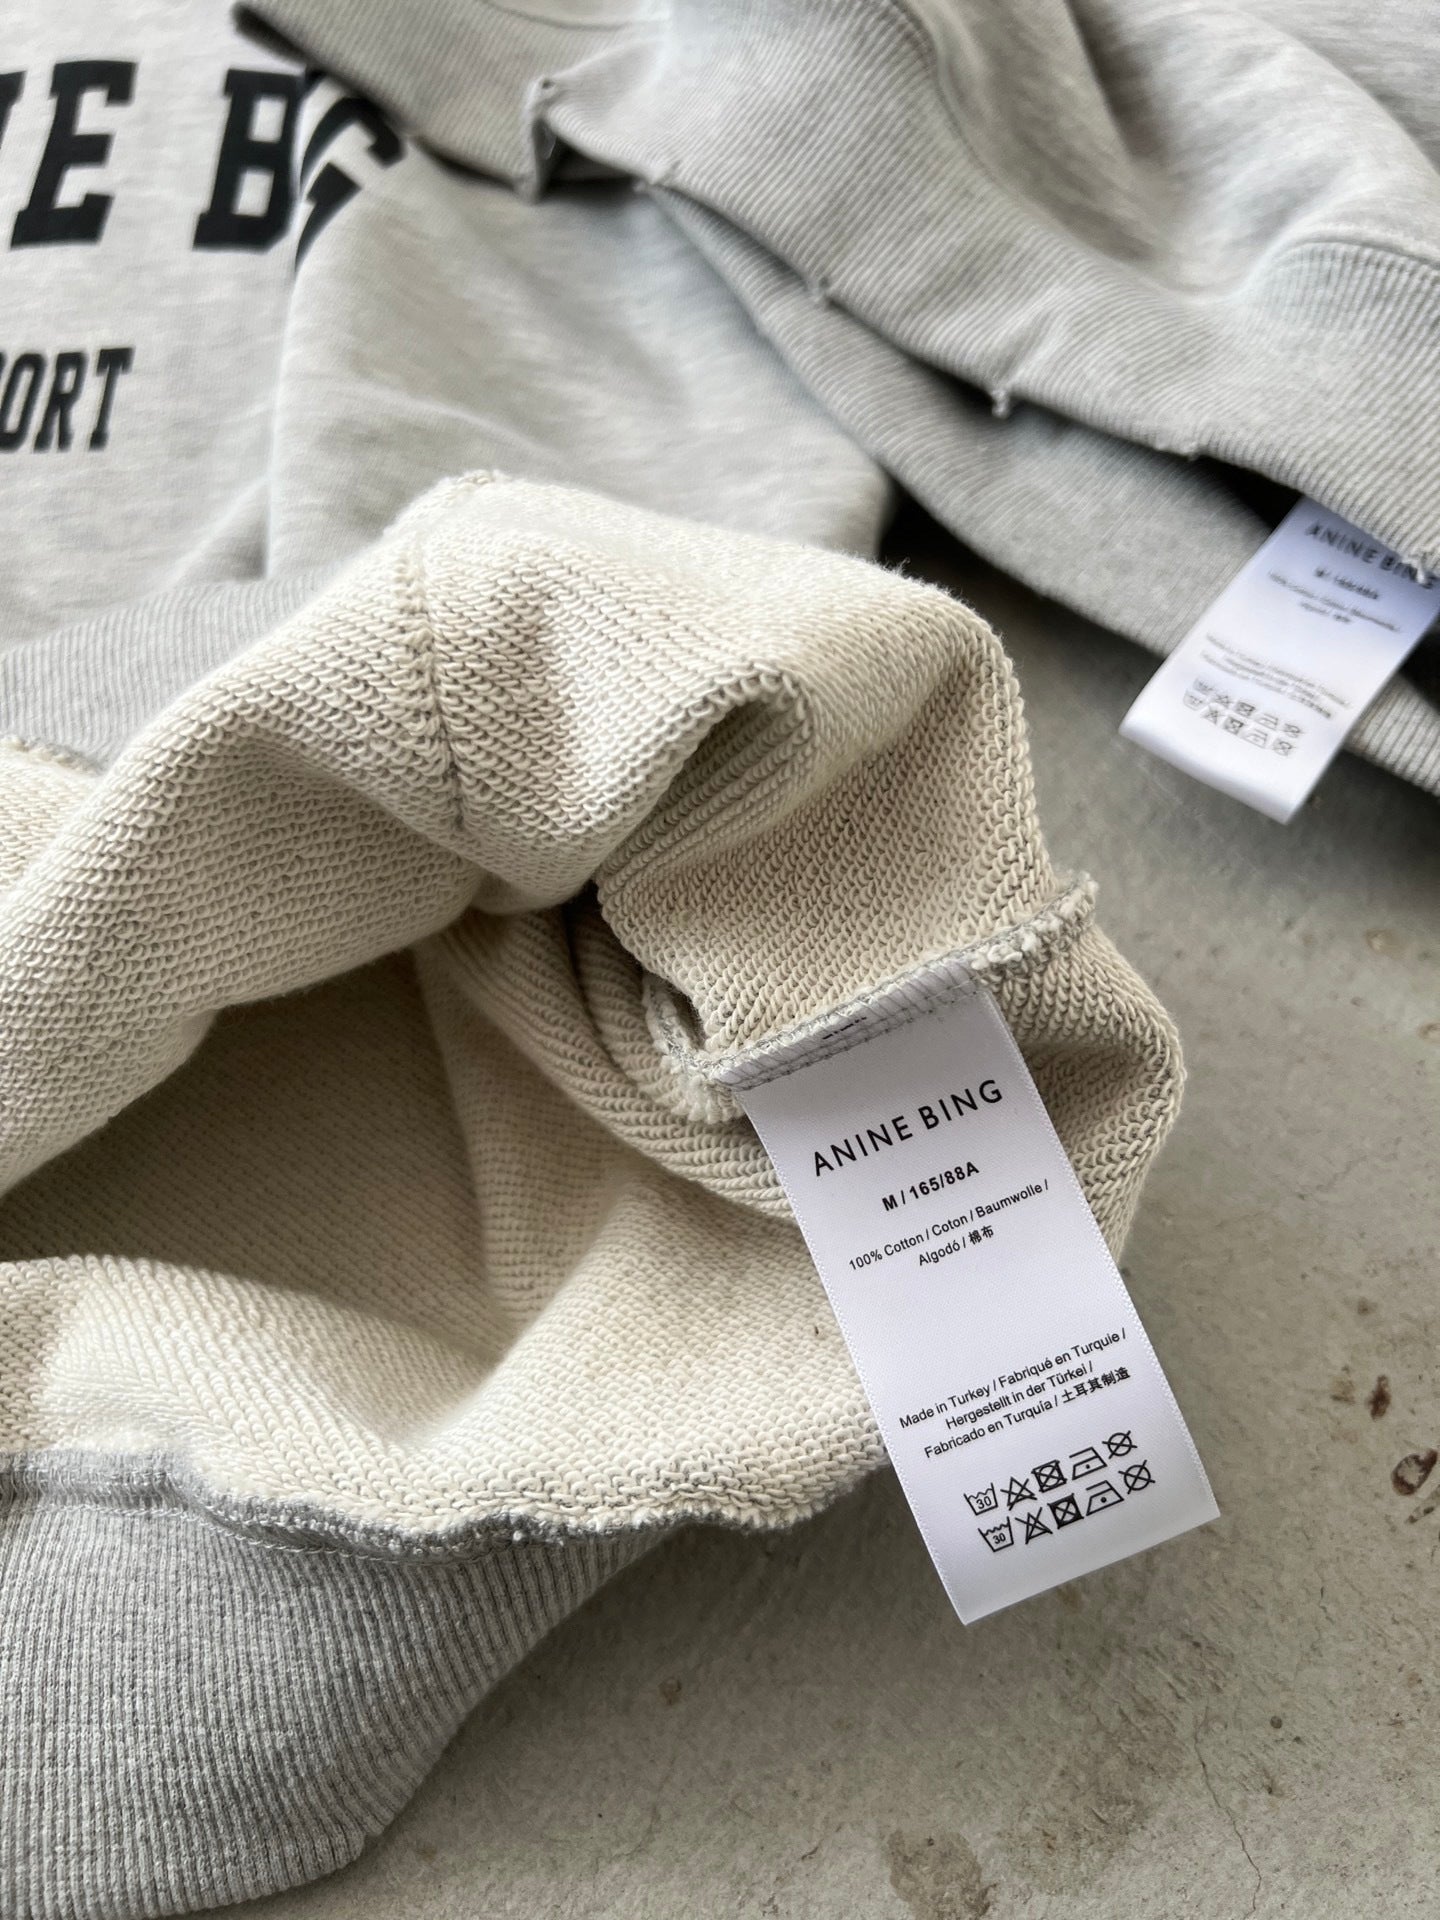 NE B
PORT
ANINE BING
ANINE BING
M / 165/88A
100% Cotton / Coton / Baumwolle /
Algodó / 棉布
Made in Turkey / Fabriqué en Turquie /
Hergestellt in der Türkei /
Fabricado en Turquía / 土耳其制造
30
30